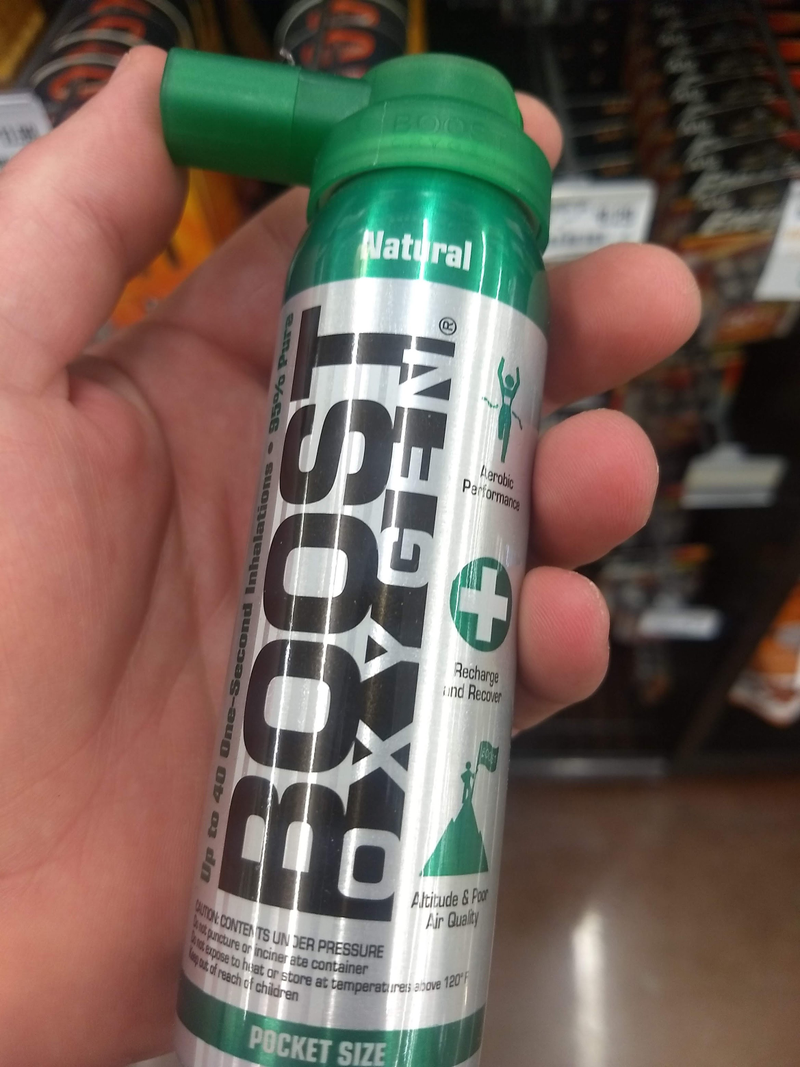 BOOST
Natural
BOOST
OXYGEN®
Up to 40 One-Second Inhalations • 95% Pure
Aerobic
Performance
Recharge
and Recover
Altitude & Poor
Air Quality
CAUTION: CONTENTS UNDER PRESSURE
Do not puncture or incinerate container
Do not expose to heat or store at temperatures above 120° F
Keep out of reach of children
POCKET SIZE